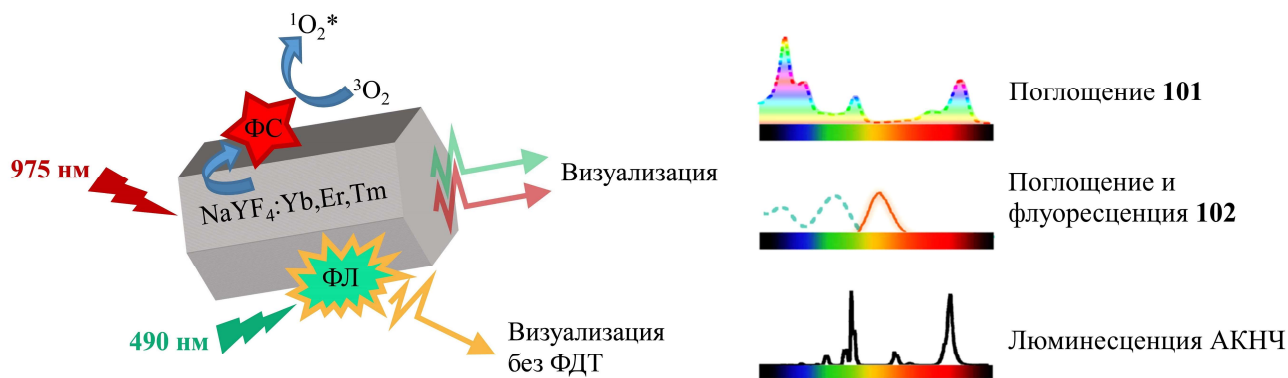 ¹O₂*
³O₂
ФС
975 нм
NaYF₄:Yb,Er,Tm
Визуализация
ФЛ
490 нм
Визуализация
без ФДТ
Поглощение 101
Поглощение и
флуоресценция 102
Люминесценция АКНЧ